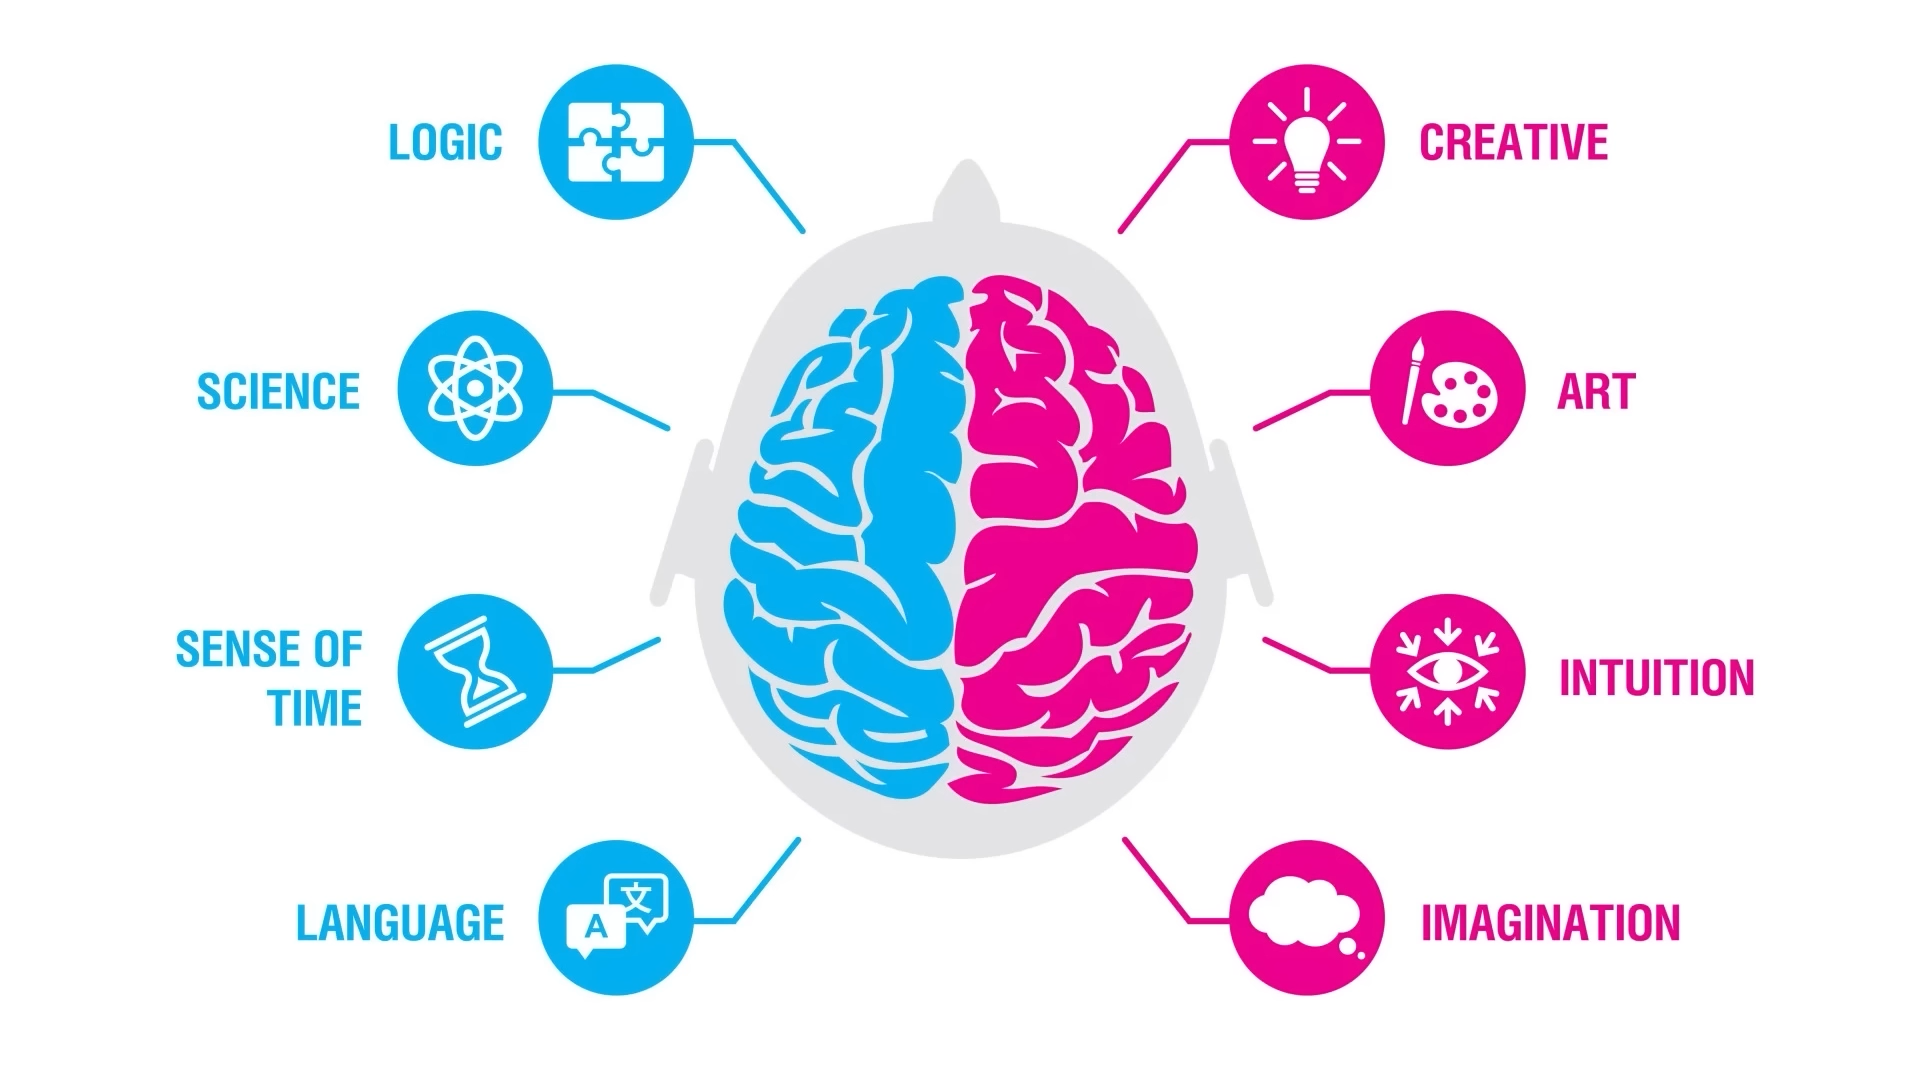 LOGIC
CREATIVE
SCIENCE
ART
SENSE OF
TIME
INTUITION
LANGUAGE
A
文
IMAGINATION